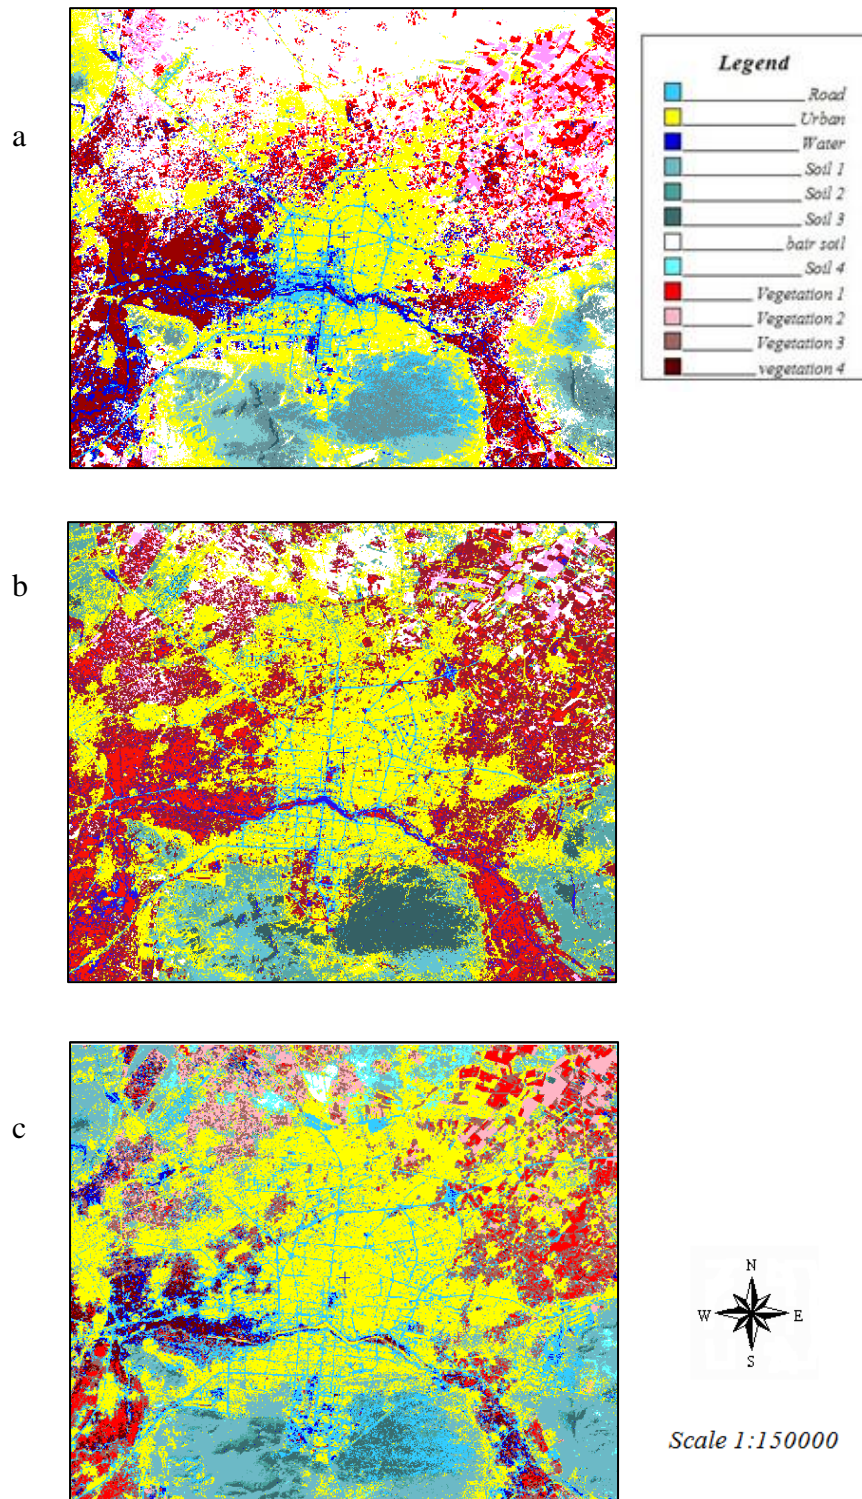 a
Legend
Road
Urban
Water
Soil 1
Soil 2
Soil 3
bair soil
Soil 4
Vegetation 1
Vegetation 2
Vegetation 3
vegetation 4
b
c
N
W E
S
Scale 1:150000